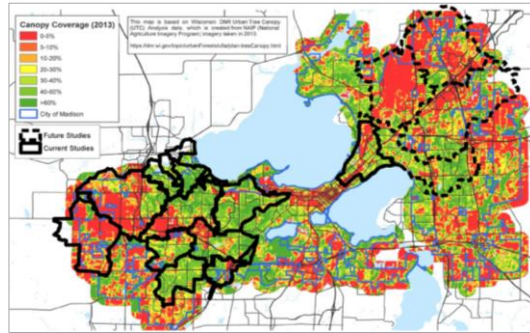 Canopy Coverage (2013)
0-5%
5-10%
10-20%
20-30%
30-40%
40-60%
>60%
City of Madison
Future Studies
Current Studies
This map is based on Wisconsin DNR Urban Tree Canopy
(UTC) Analysis data, which is created from NAIP (National
Agriculture Imagery Program) imagery taken in 2013.